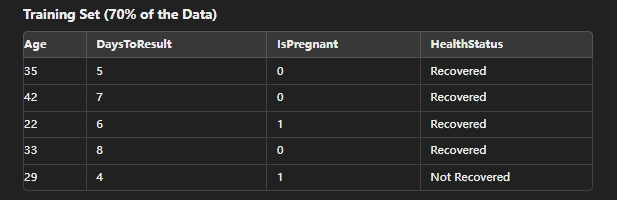 Training Set (70% of the Data)
Age DaysToResult IsPregnant HealthStatus
35 5 0 Recovered
42 7 0 Recovered
22 6 1 Recovered
33 8 0 Recovered
29 4 1 Not Recovered